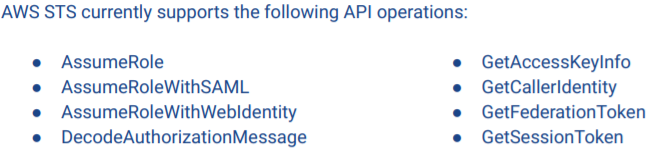 AWS STS currently supports the following API operations:
● AssumeRole
● AssumeRoleWithSAML
● AssumeRoleWithWebIdentity
● DecodeAuthorizationMessage
● GetAccessKeyInfo
● GetCallerIdentity
● GetFederationToken
● GetSessionToken